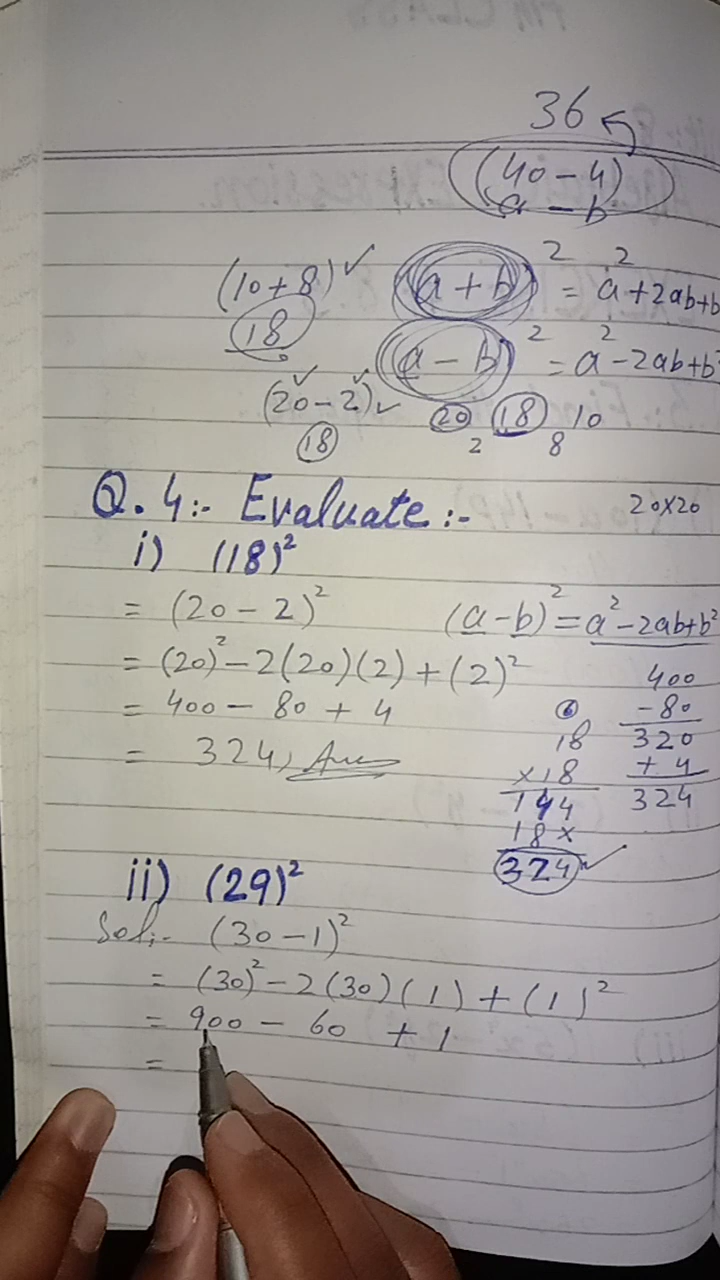 36
(40 - 4)
a - b
(10 + 8) ✓ (a + b)² = a² + 2ab + b
18
(a - b)² = a² - 2ab + b²
(20 - 2) ✓ 20 18 10
18 2 8
Q.4:- Evaluate:- 20×20
i) (18)²
= (20 - 2)² (a - b)² = a² - 2ab + b²
= (20)² - 2(20)(2) + (2)² 400
= 400 - 80 + 4 - 80
18 320
= 324, Ans ×18 + 4
144 324
18×
324 ✓
ii) (29)²
Sol:- (30 - 1)²
= (30)² - 2(30)(1) + (1)²
= 900 - 60 + 1
=